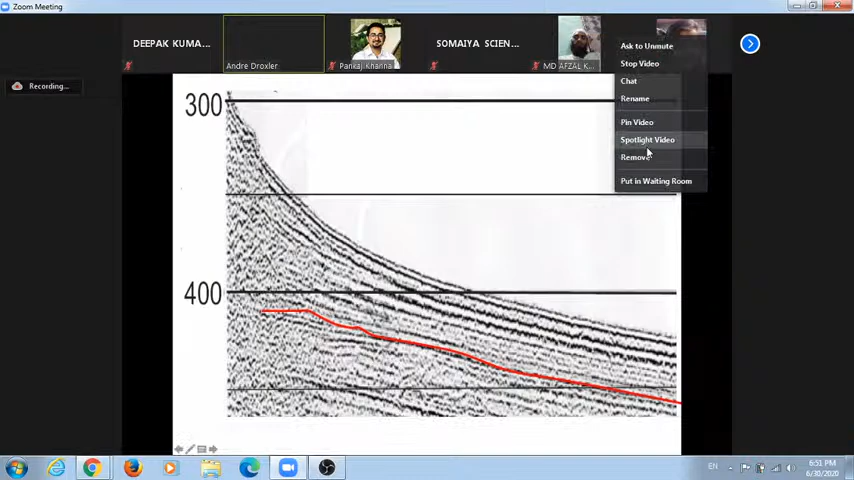 Zoom Meeting
DEEPAK KUMA...
Andre Droxler
Pankaj Khanna
SOMAIYA SCIEN...
MD AFZAL K...
Recording...
Ask to Unmute
Stop Video
Chat
Rename
Pin Video
Spotlight Video
Remove
Put in Waiting Room
300
400
EN
6:51 PM
6/30/2020